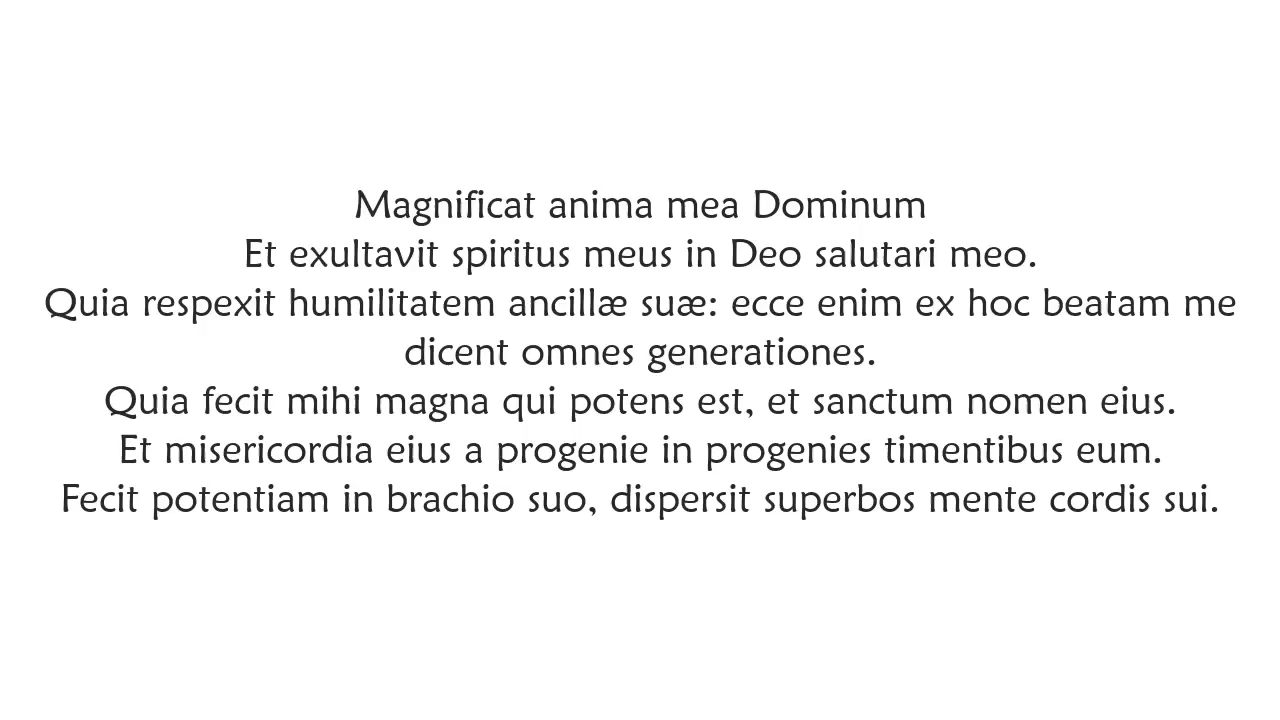 Magnificat anima mea Dominum
Et exultavit spiritus meus in Deo salutari meo.
Quia respexit humilitatem ancillæ suæ: ecce enim ex hoc beatam me
dicent omnes generationes.
Quia fecit mihi magna qui potens est, et sanctum nomen eius.
Et misericordia eius a progenie in progenies timentibus eum.
Fecit potentiam in brachio suo, dispersit superbos mente cordis sui.